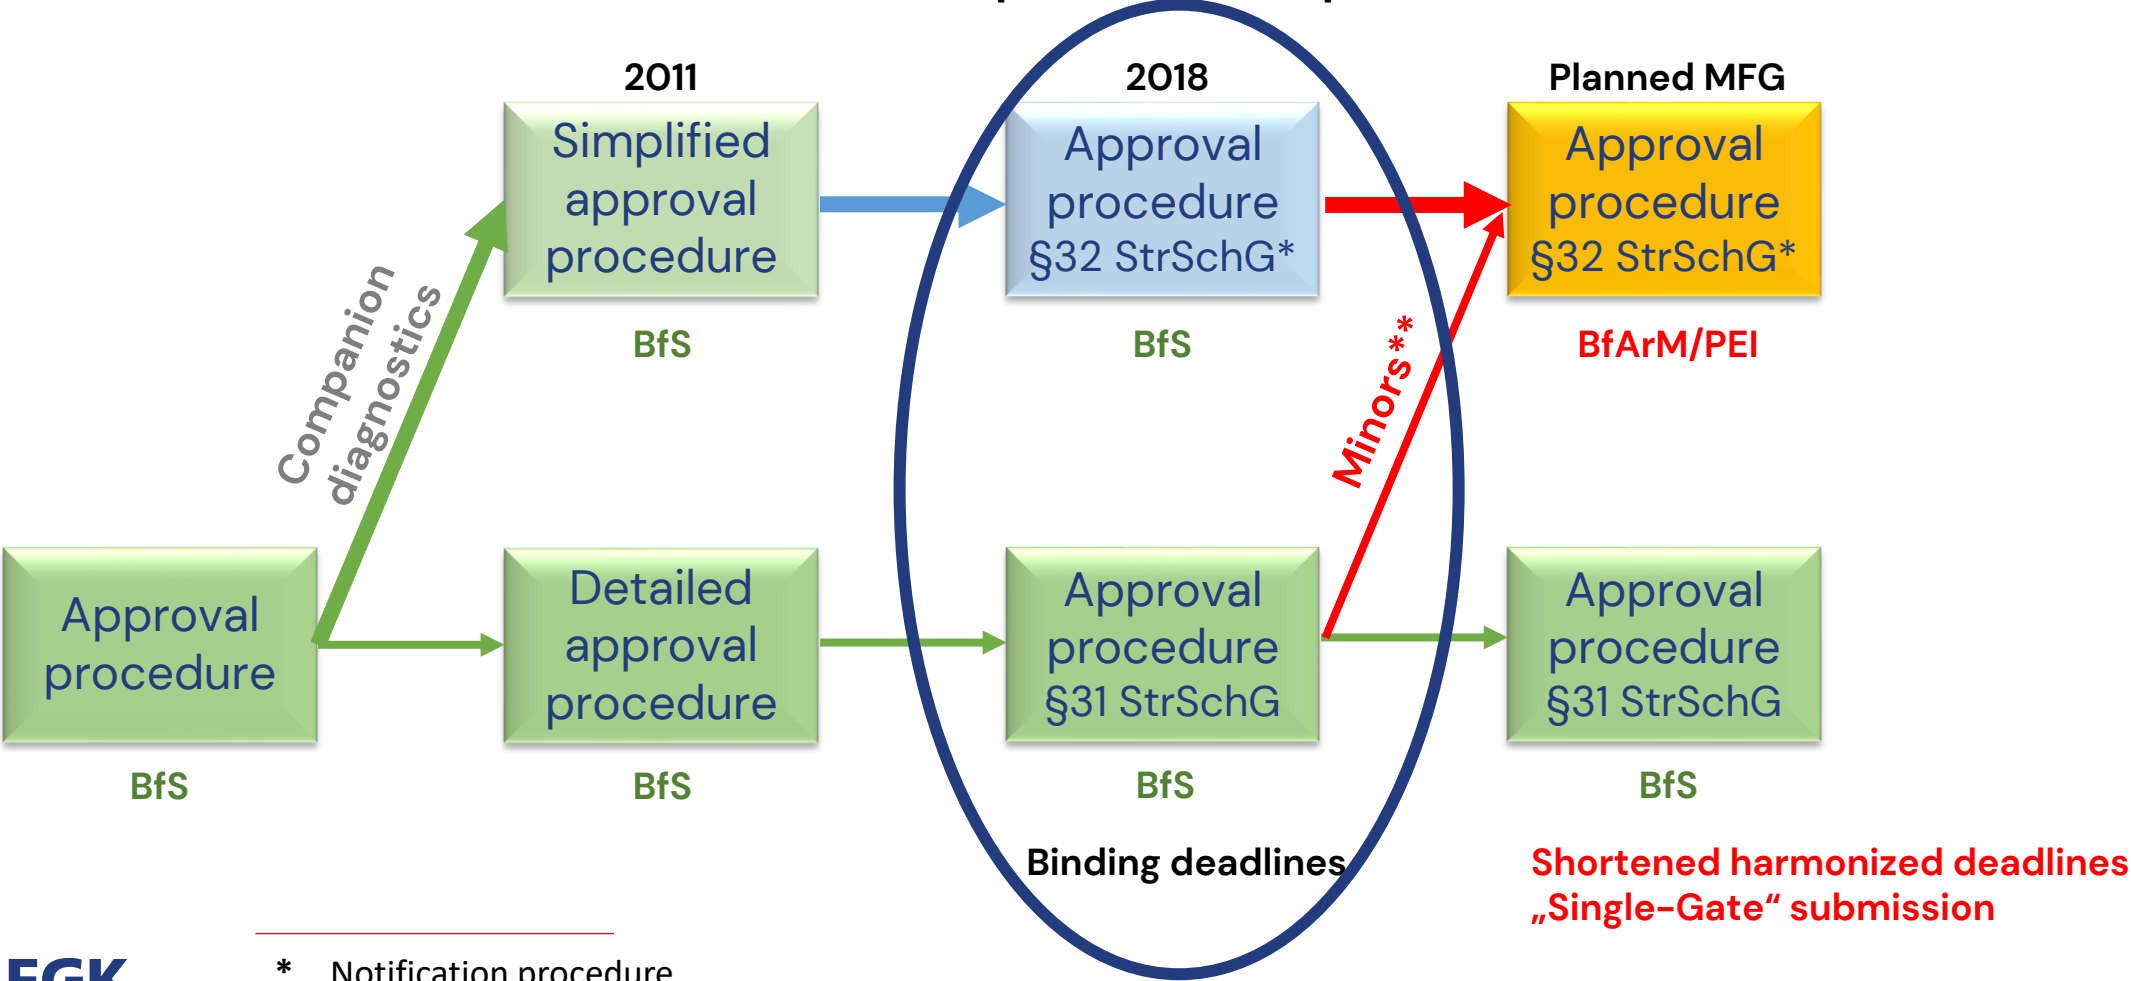 2011
2018
Planned MFG
Simplified
approval
procedure
Approval
procedure
§32 StrSchG*
Approval
procedure
§32 StrSchG*
BfS
BfS
BfArM/PEI
Companion
diagnostics
Minors**
Approval
procedure
Detailed
approval
procedure
Approval
procedure
§31 StrSchG
Approval
procedure
§31 StrSchG
BfS
BfS
BfS
BfS
Binding deadlines
Shortened harmonized deadlines
„Single-Gate“ submission
* Notification procedure
FGK